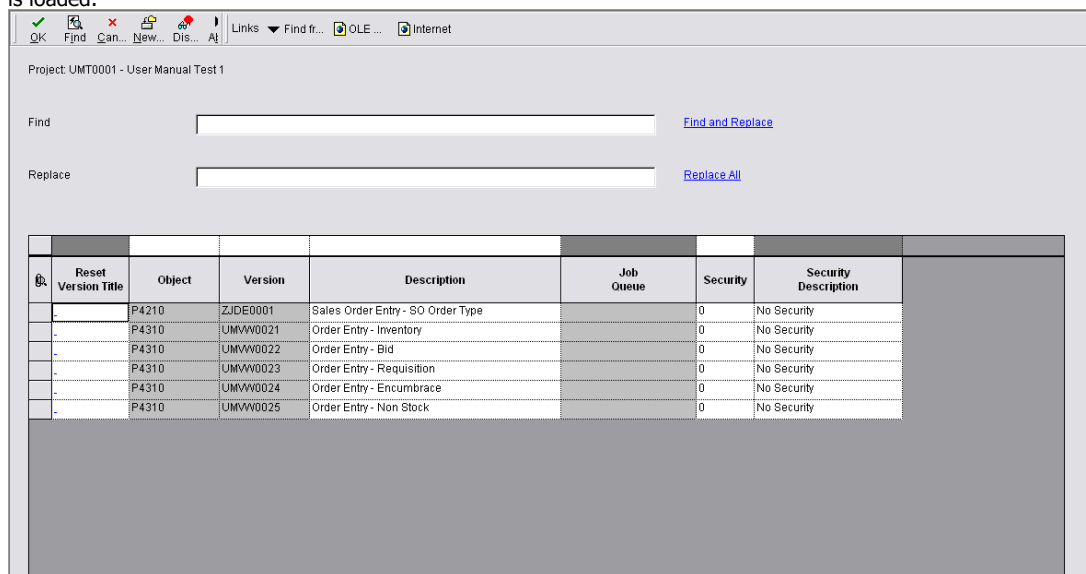 is loaded.
OK Find Can... New... Dis... Links Find fr... OLE ... Internet
Project: UMT0001 - User Manual Test 1
Find Find and Replace
Replace Replace All
Reset Version Title Object Version Description Job Queue Security Security Description
P4210 ZJDE0001 Sales Order Entry - SO Order Type 0 No Security
P4310 UMVW0021 Order Entry - Inventory 0 No Security
P4310 UMVW0022 Order Entry - Bid 0 No Security
P4310 UMVW0023 Order Entry - Requisition 0 No Security
P4310 UMVW0024 Order Entry - Encumbrace 0 No Security
P4310 UMVW0025 Order Entry - Non Stock 0 No Security